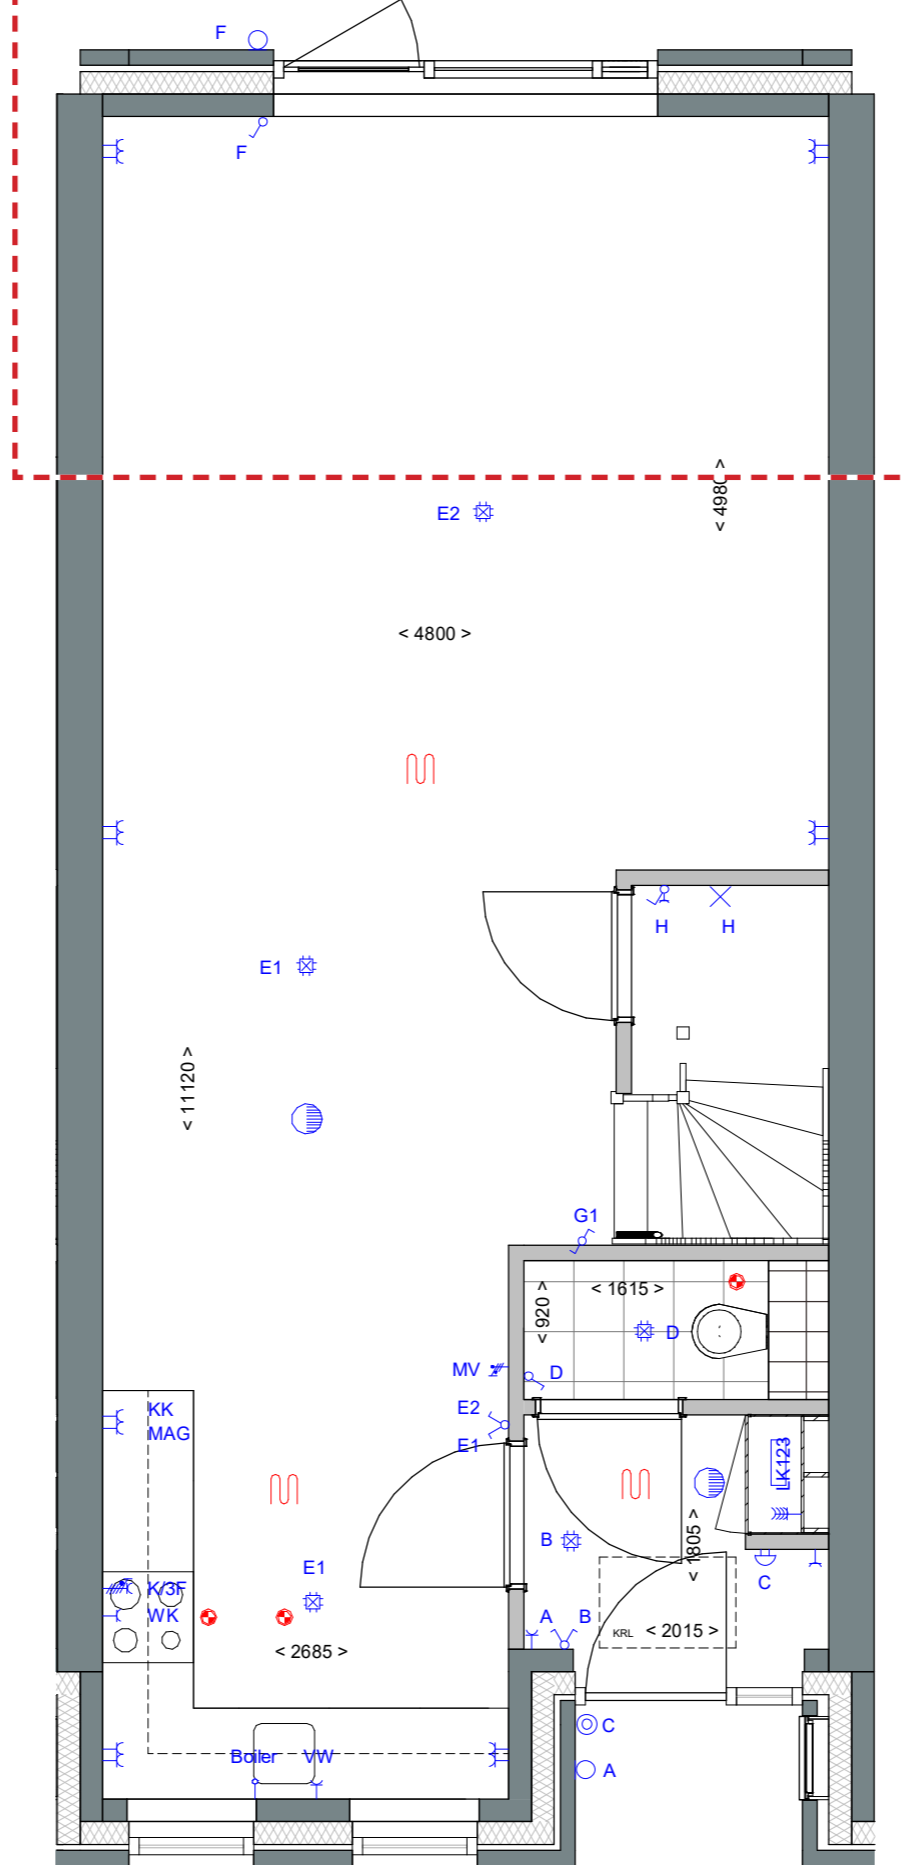 F
F
< 4980 >
E2
< 4800 >
H H
E1
< 11120 >
G1
< 920 >
< 1615 >
D
MV
D
E2
E1
KK
MAG
LK123
< 1805 >
B
C
E1
K/3F
WK
A B
KRL < 2015 >
< 2685 >
C
Boiler VW
A